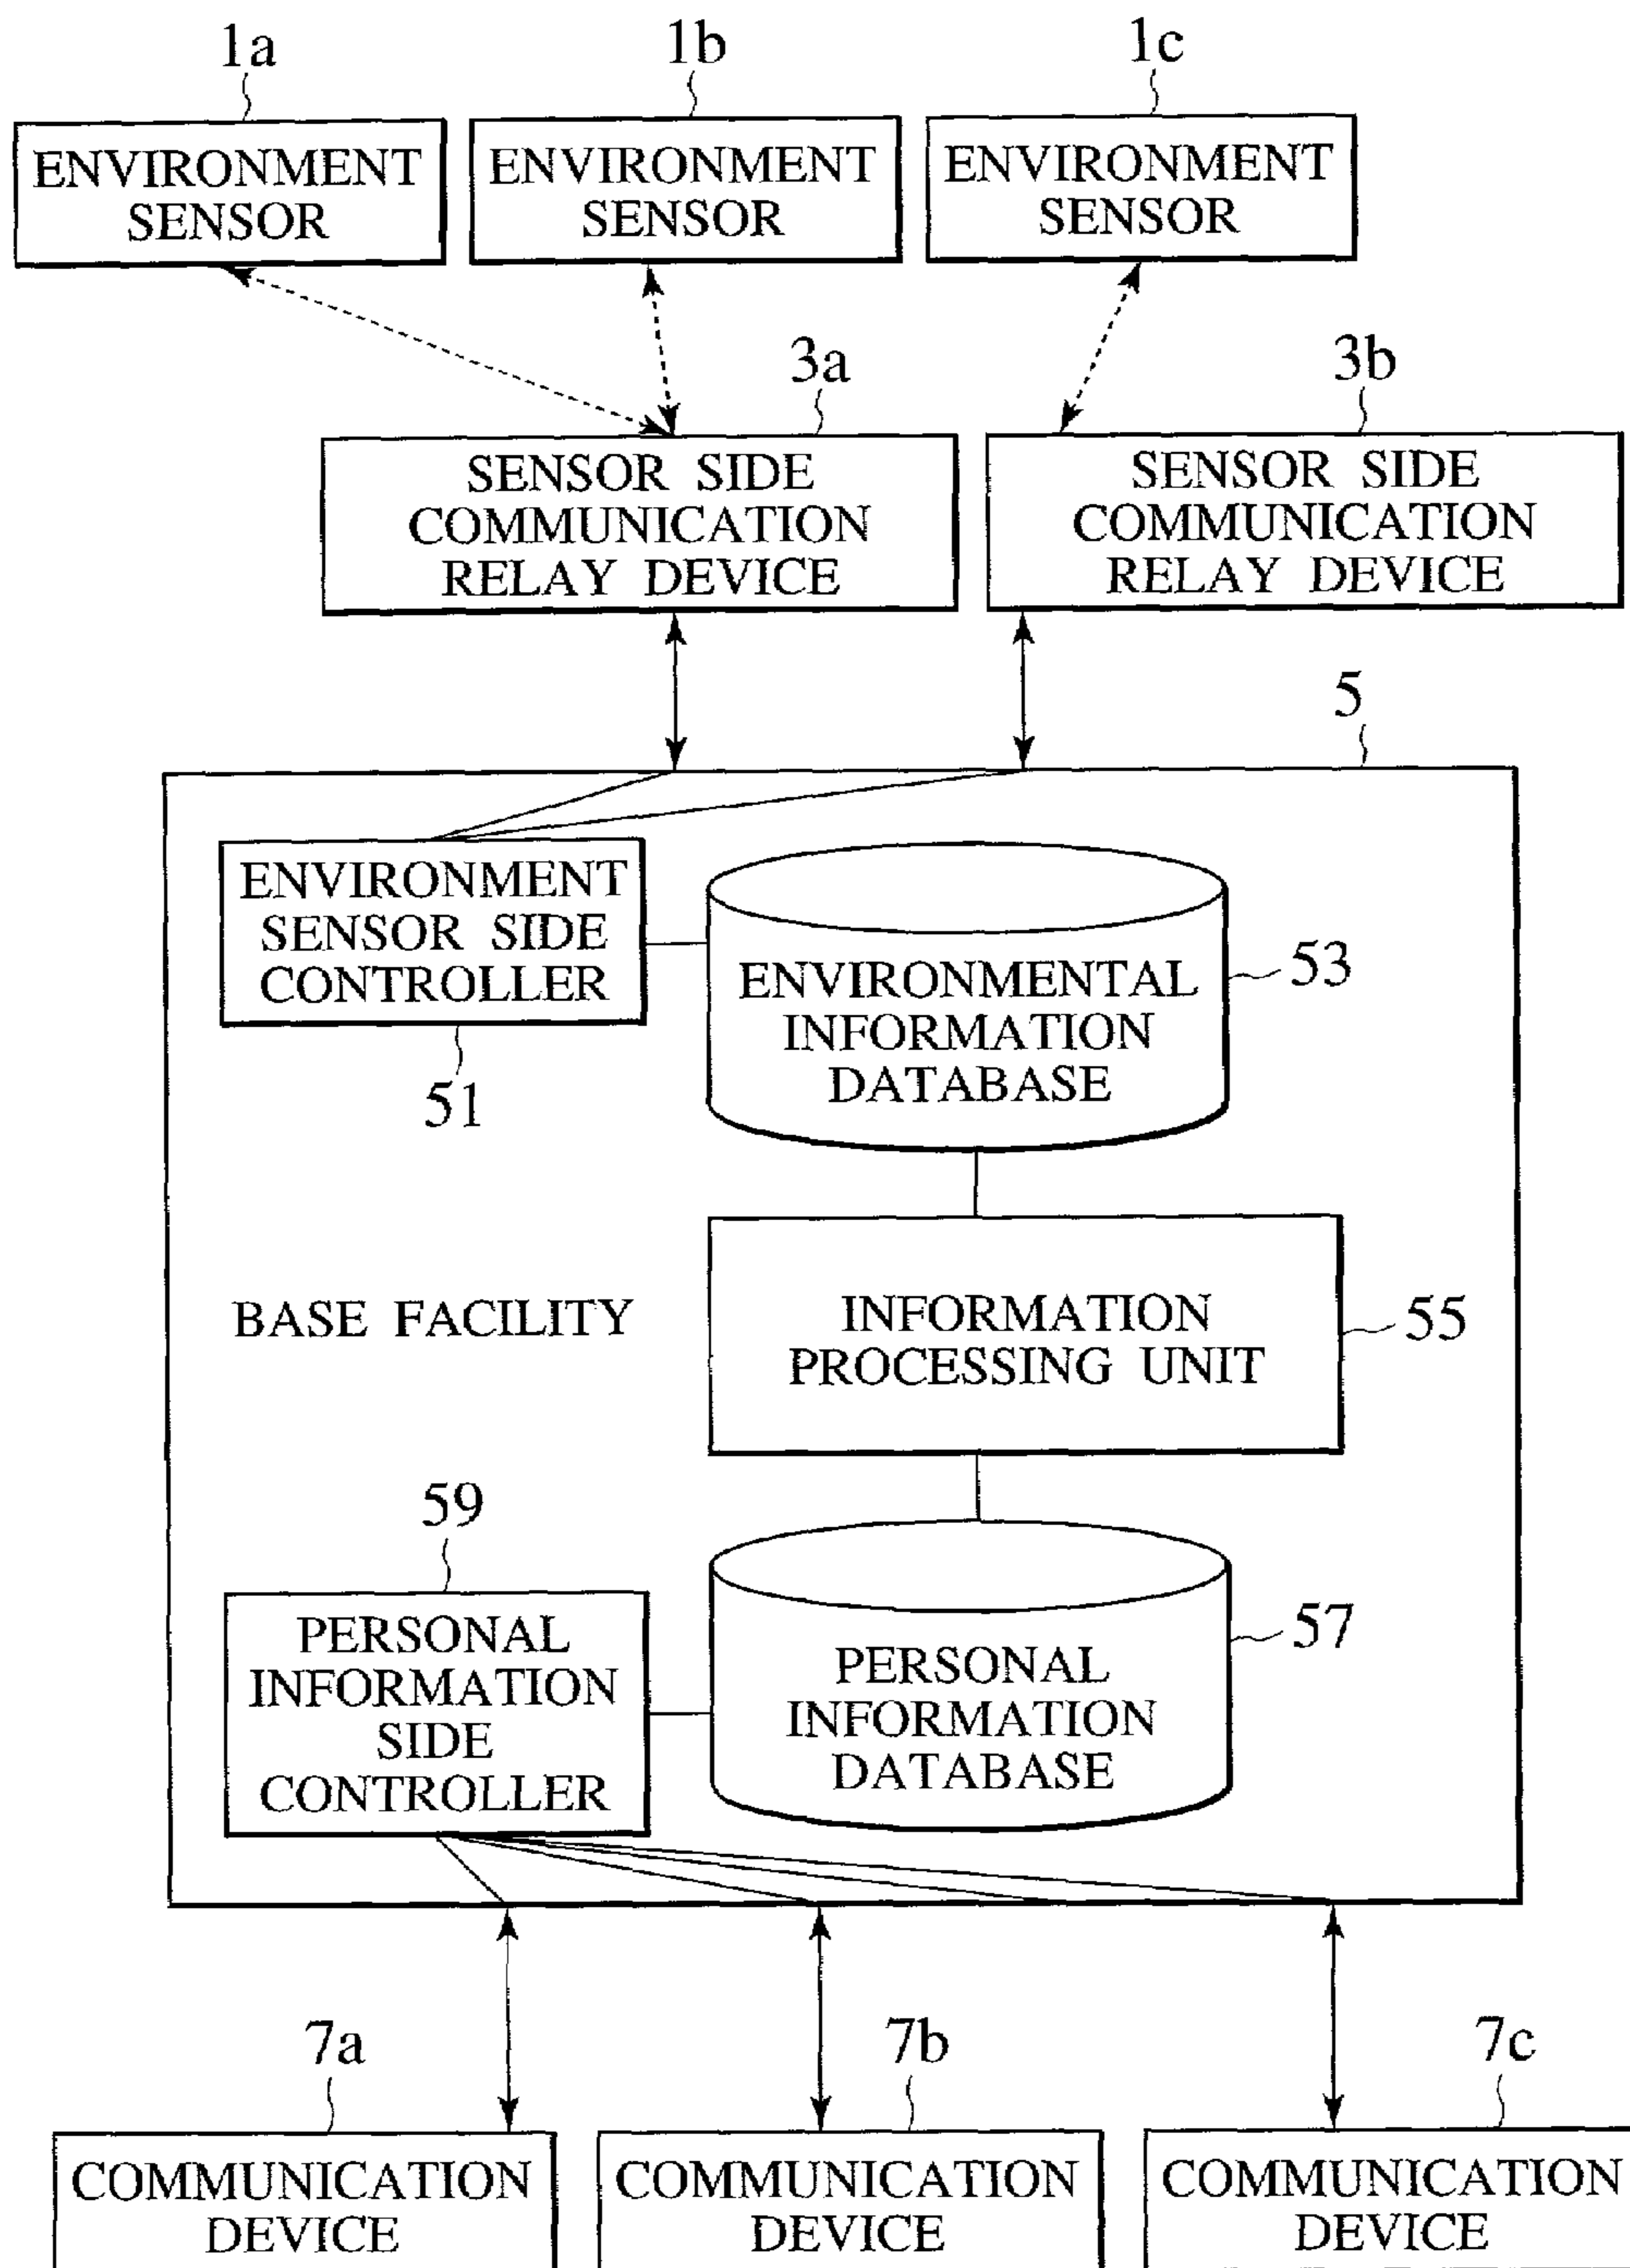 1a
1b
1c
ENVIRONMENT
SENSOR
ENVIRONMENT
SENSOR
ENVIRONMENT
SENSOR
3a
3b
SENSOR SIDE
COMMUNICATION
RELAY DEVICE
SENSOR SIDE
COMMUNICATION
RELAY DEVICE
5
ENVIRONMENT
SENSOR SIDE
CONTROLLER
51
ENVIRONMENTAL
INFORMATION
DATABASE
53
BASE FACILITY
INFORMATION
PROCESSING UNIT
55
59
PERSONAL
INFORMATION
SIDE
CONTROLLER
PERSONAL
INFORMATION
DATABASE
57
7a
7b
7c
COMMUNICATION
DEVICE
COMMUNICATION
DEVICE
COMMUNICATION
DEVICE